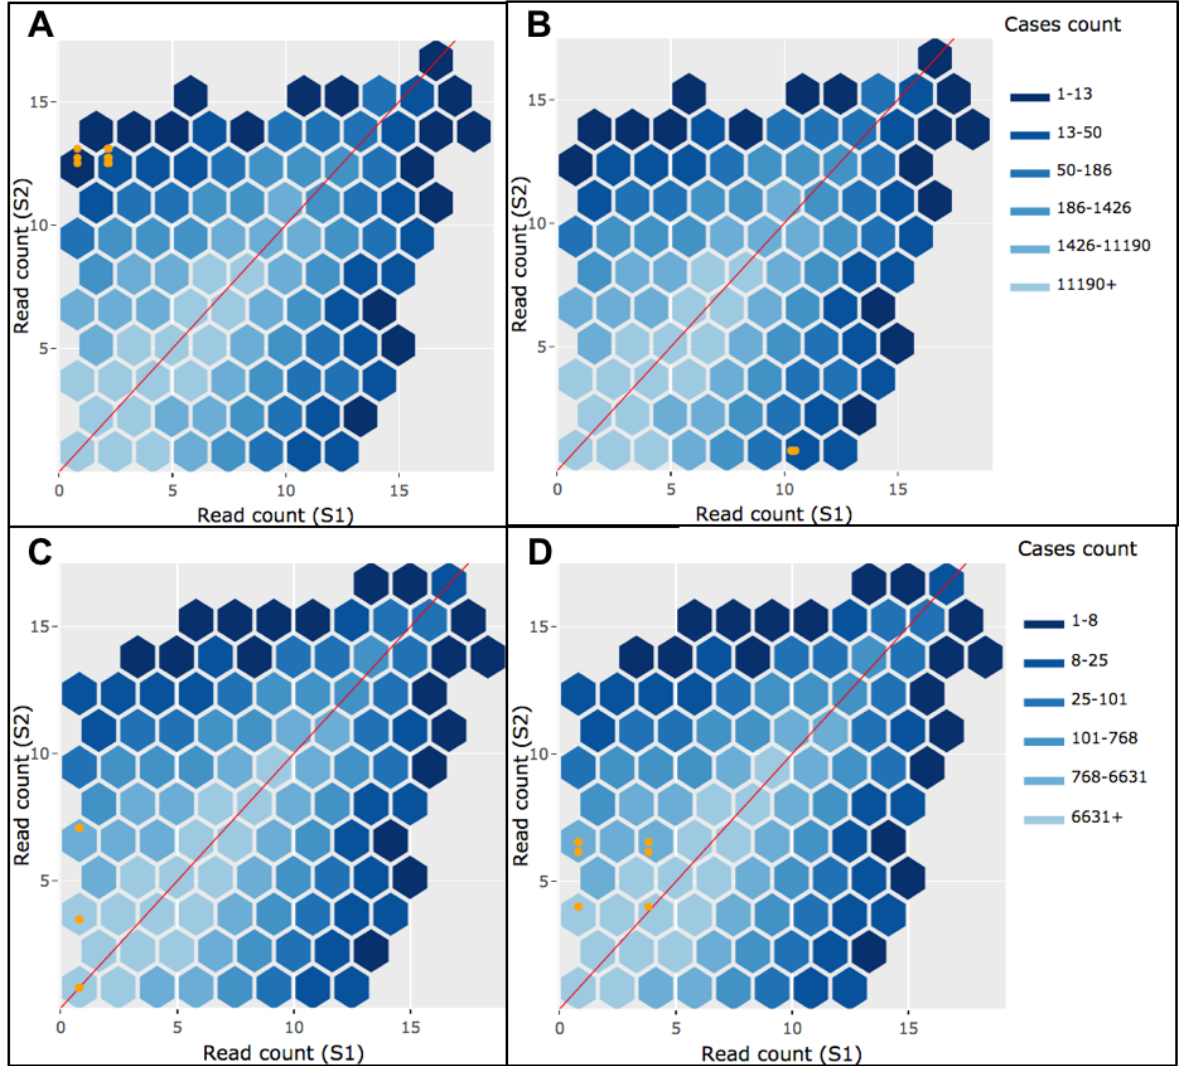 A
B
Cases count
1-13
13-50
50-186
186-1426
1426-11190
11190+
15
10
5
Read count (S2)
0
5
10
15
Read count (S1)
15
10
5
Read count (S2)
0
5
10
15
Read count (S1)
C
D
Cases count
1-8
8-25
25-101
101-768
768-6631
6631+
15
10
5
Read count (S2)
0
5
10
15
Read count (S1)
15
10
5
Read count (S2)
0
5
10
15
Read count (S1)